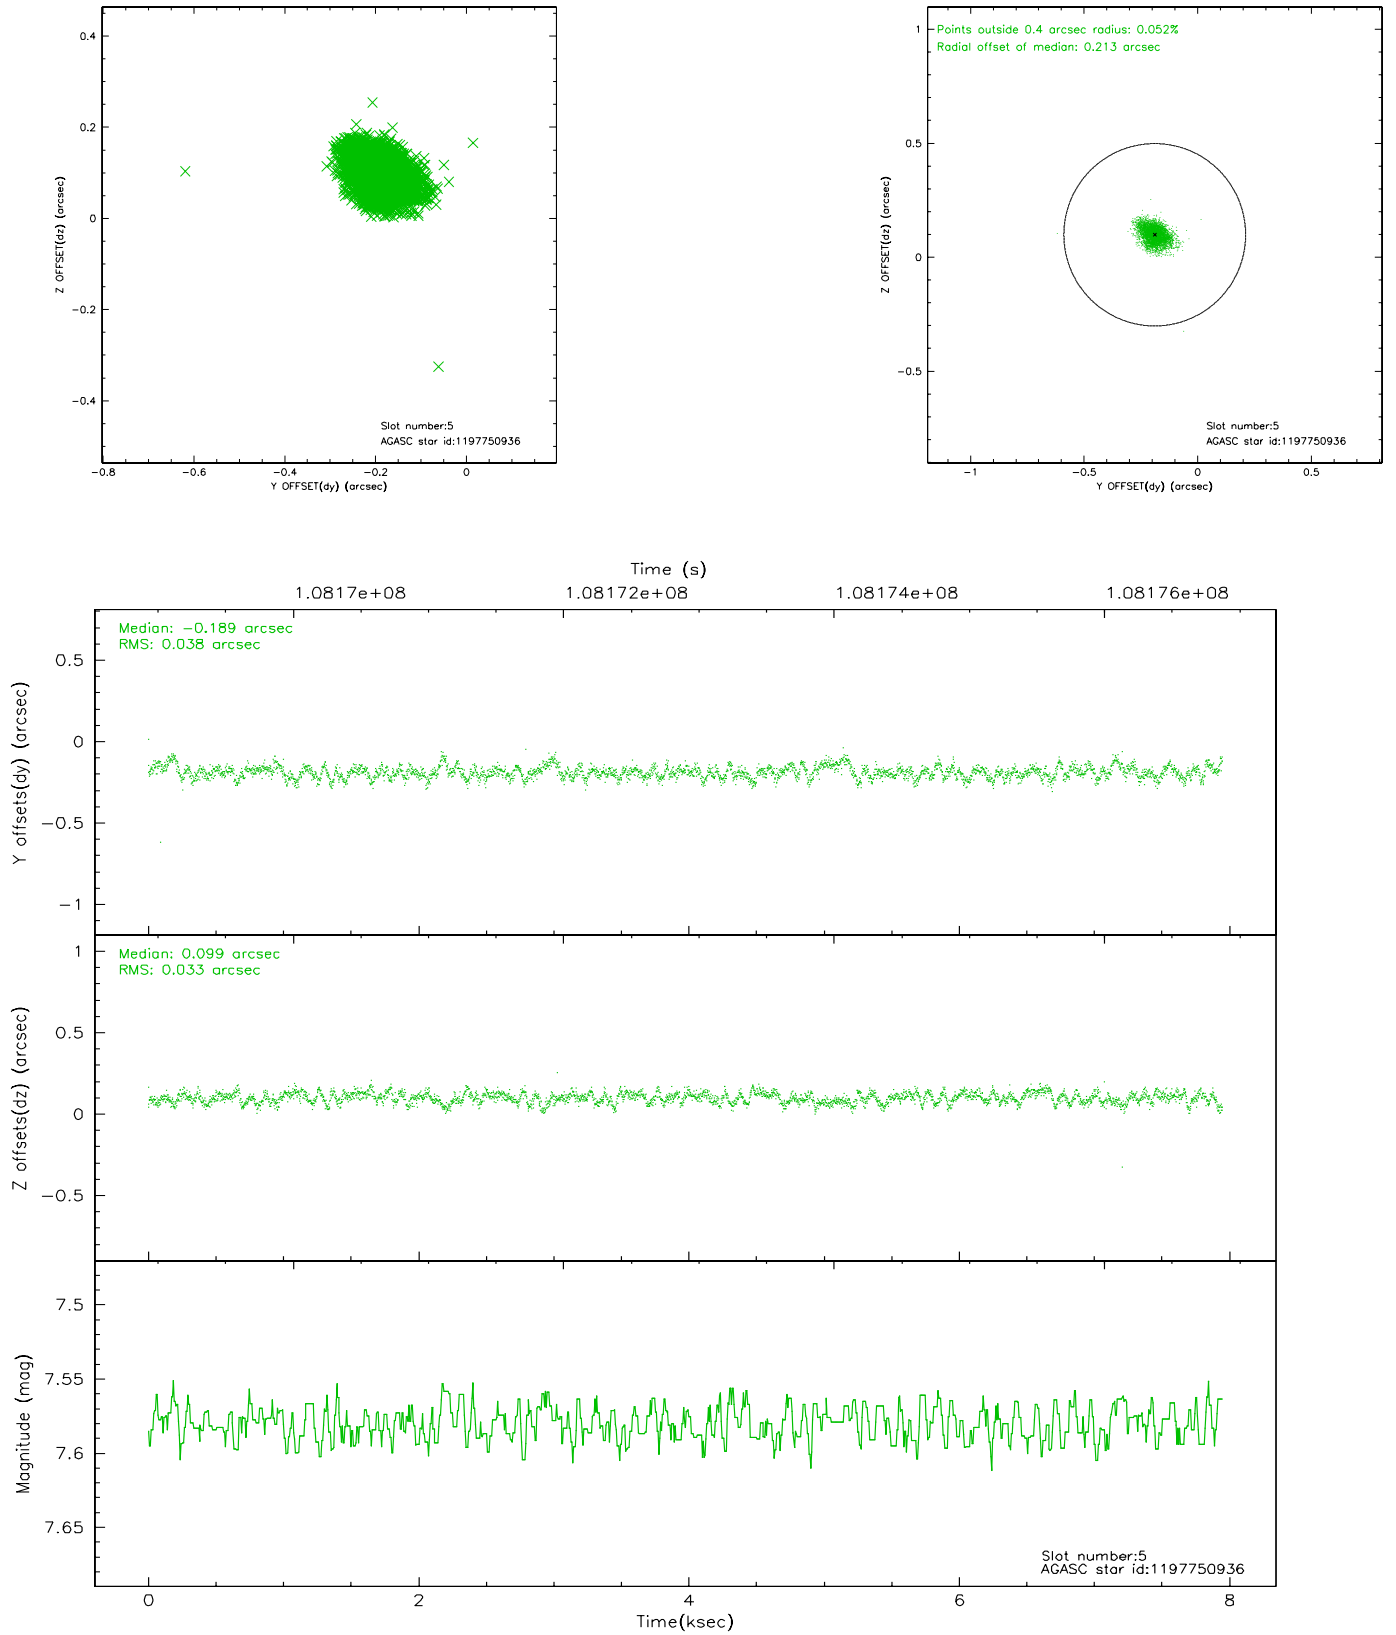 0.4
0.2
0
−0.2
−0.4
Z OFFSET(dz) (arcsec)
Slot number:5
AGASC star id:1197750936
−0.8
−0.6
−0.4
−0.2
0
Y OFFSET(dy) (arcsec)
Points outside 0.4 arcsec radius: 0.052%
Radial offset of median: 0.213 arcsec
1
0.5
0
−0.5
Z OFFSET(dz) (arcsec)
Slot number:5
AGASC star id:1197750936
−1
−0.5
0
0.5
Y OFFSET(dy) (arcsec)
Time (s)
1.0817e+08
1.08172e+08
1.08174e+08
1.08176e+08
Median: −0.189 arcsec
RMS: 0.038 arcsec
0.5
0
−0.5
−1
Y offsets(dy) (arcsec)
Median: 0.099 arcsec
RMS: 0.033 arcsec
1
0.5
0
−0.5
Z offsets(dz) (arcsec)
7.5
7.55
7.6
7.65
Magnitude (mag)
Slot number:5
AGASC star id:1197750936
0
2
4
6
8
Time(ksec)